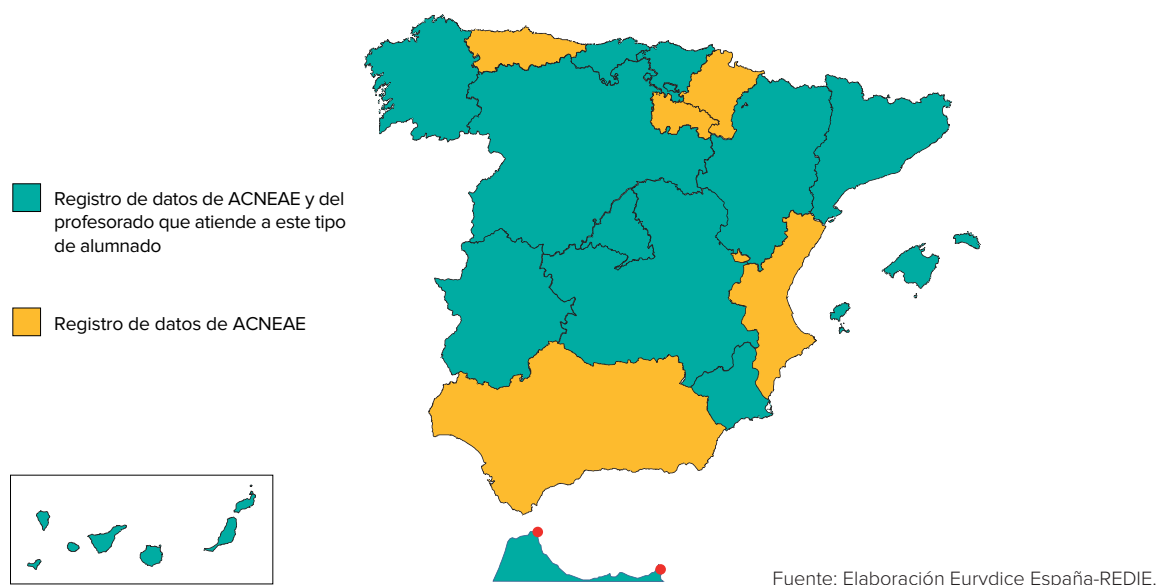 Registro de datos de ACNEAE y del
profesorado que atiende a este tipo
de alumnado
Registro de datos de ACNEAE
Fuente: Elaboración Eurydice España-REDIE.